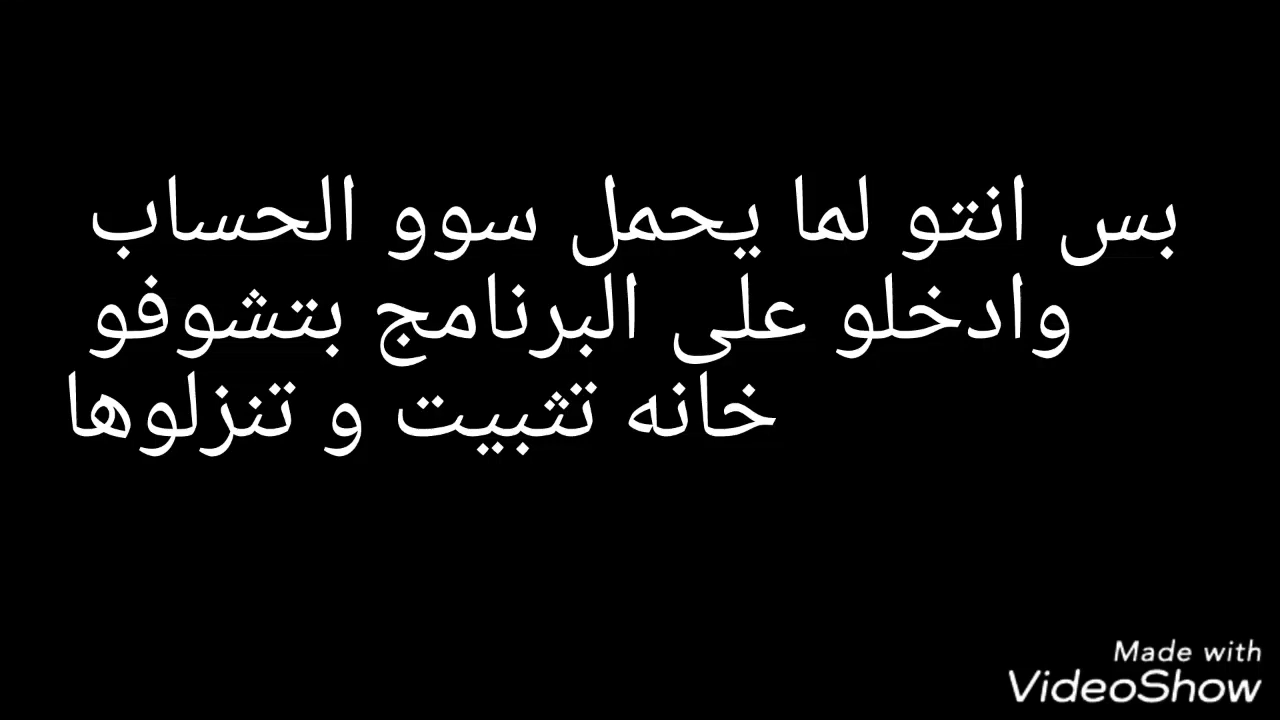 بس انتو لما يحمل سوو الحساب
وادخلو على البرنامج بتشوفو
خانه تثبيت و تنزلوها
Made with
VideoShow